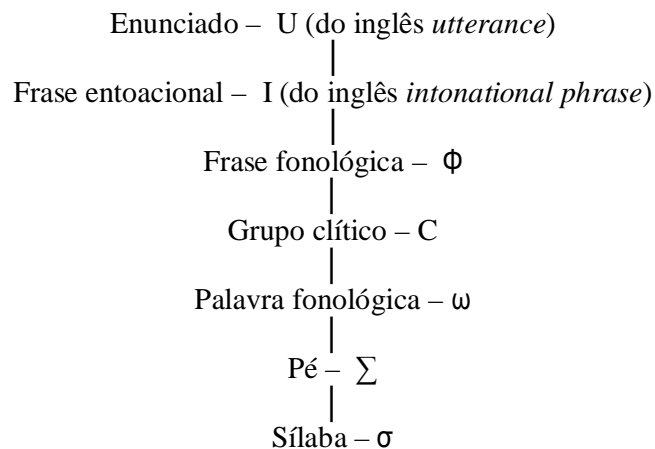 Enunciado – U (do inglês utterance)
Frase entoacional – I (do inglês intonational phrase)
Frase fonológica – Φ
Grupo clítico – C
Palavra fonológica – ω
Pé – ∑
Sílaba – σ